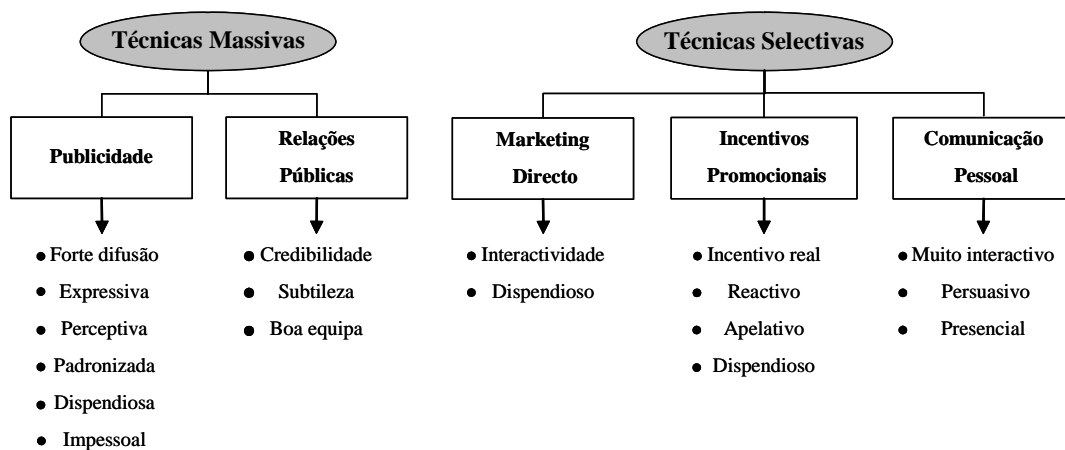 Técnicas Massivas
Publicidade
Relações
Públicas
● Forte difusão
● Expressiva
● Perceptiva
● Padronizada
● Dispendiosa
● Impessoal
● Credibilidade
● Subtileza
● Boa equipa
Técnicas Selectivas
Marketing
Directo
Incentivos
Promocionais
Comunicação
Pessoal
● Interactividade
● Dispendioso
● Incentivo real
● Reactivo
● Apelativo
● Dispendioso
● Muito interactivo
● Persuasivo
● Presencial